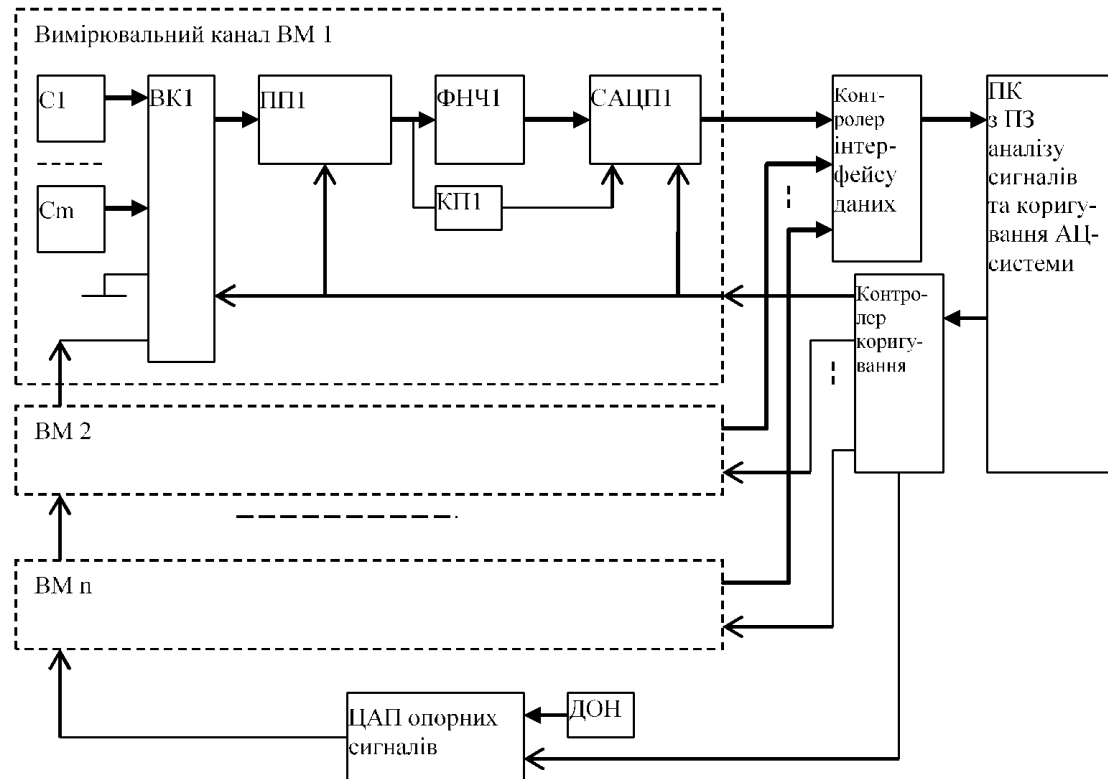 Вимірювальний канал ВМ 1
С1
ВК1
ПП1
ФНЧ1
САЦП1
Cm
КП1
Конт-
ролер
інтер-
фейсу
даних
ПК
з ПЗ
аналізу
сигналів
та коригу-
вання АЦ-
системи
Контро-
лер
коригу-
вання
ВМ 2
ВМ n
ЦАП опорних
сигналів
ДОН